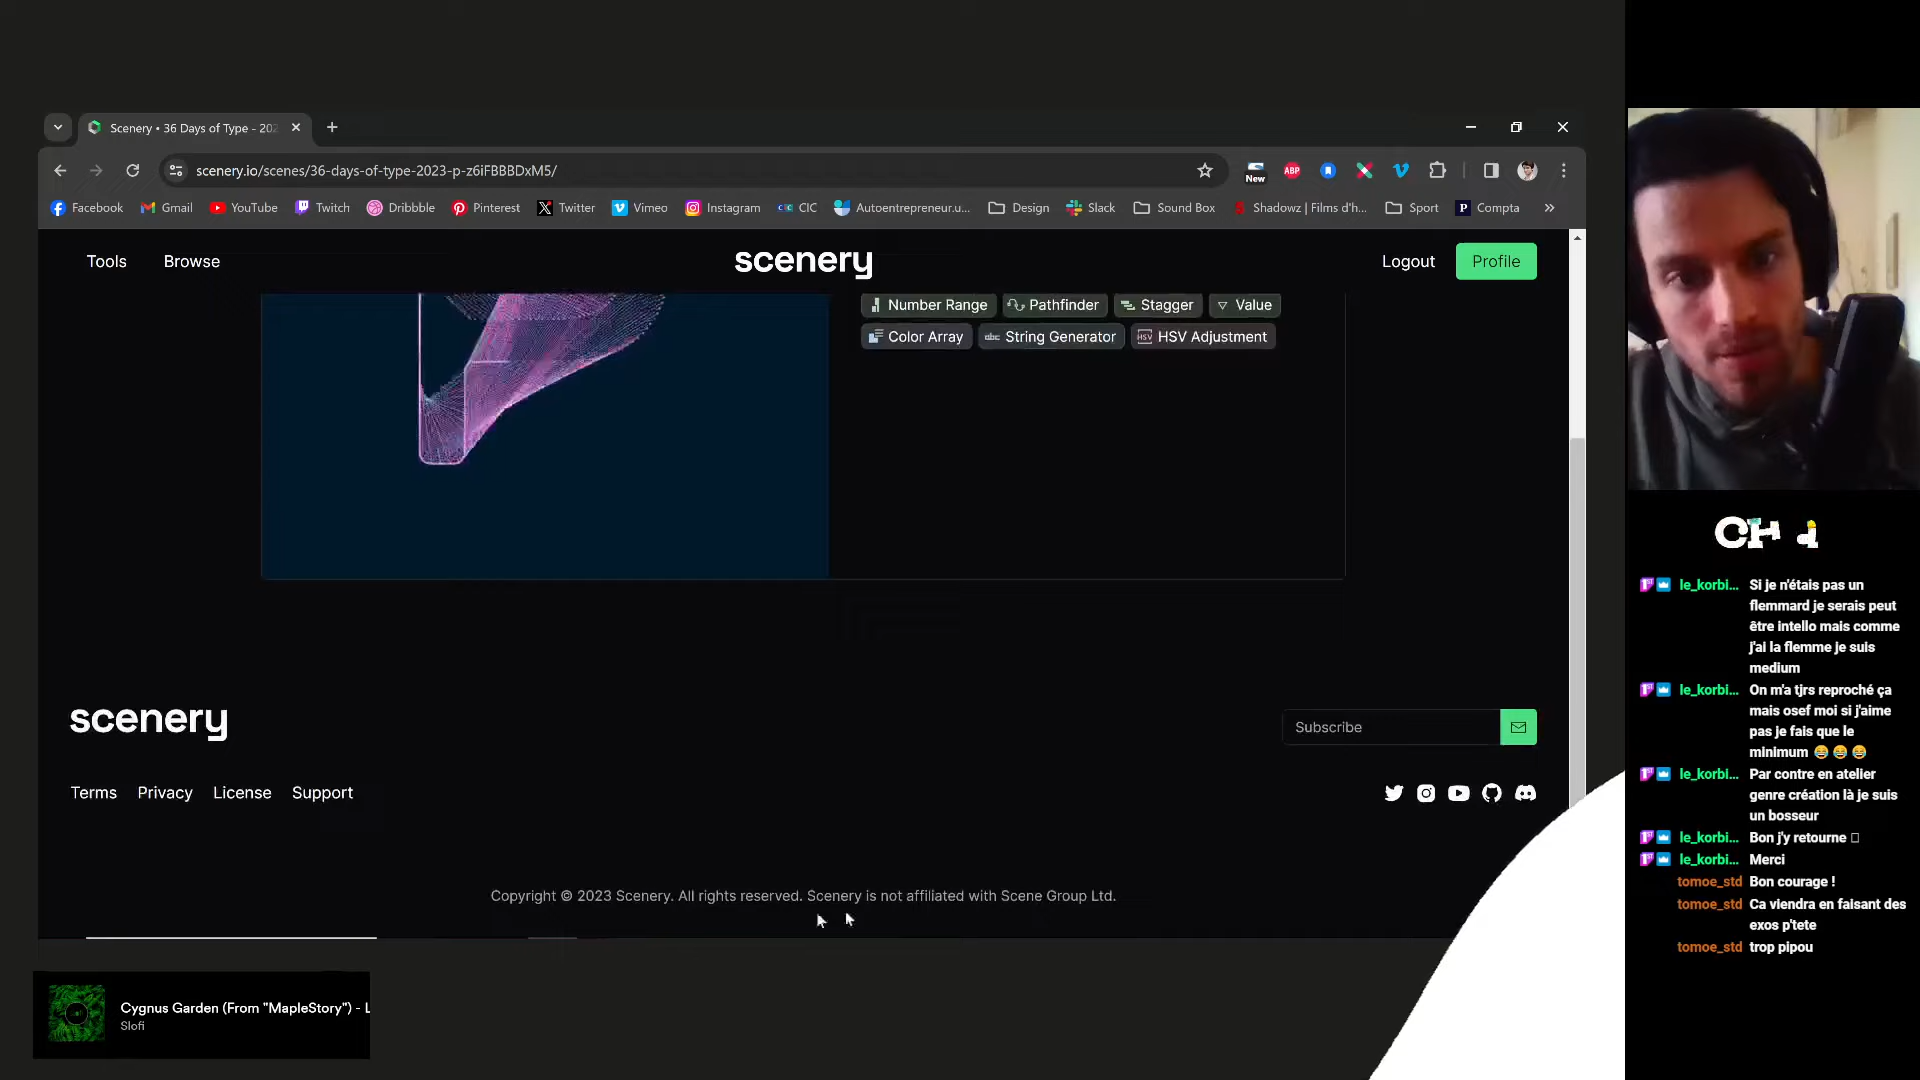 Scenery • 36 Days of Type - 202
scenery.io/scenes/36-days-of-type-2023-p-z6iFBBBDxM5/
New
ABP
Facebook
Gmail
YouTube
Twitch
Dribbble
Pinterest
Twitter
Vimeo
Instagram
CIC
Autoentrepreneur.u...
Design
Slack
Sound Box
Shadowz | Films d'h...
Sport
Compta
Tools
Browse
scenery
Logout
Profile
Number Range
Pathfinder
Stagger
Value
Color Array
abc
String Generator
HSV
HSV Adjustment
scenery
Subscribe
Terms
Privacy
License
Support
Copyright © 2023 Scenery. All rights reserved. Scenery is not affiliated with Scene Group Ltd.
Cygnus Garden (From "MapleStory") - L
Slofi
le_korbi... Si je n'étais pas un
flemmard je serais peut
être intello mais comme
j'ai la flemme je suis
medium
le_korbi... On m'a tjrs reproché ça
mais osef moi si j'aime
pas je fais que le
minimum 😂 😂 😂
le_korbi... Par contre en atelier
genre création là je suis
un bosseur
le_korbi... Bon j'y retourne
le_korbi... Merci
tomoe_std Bon courage !
tomoe_std Ca viendra en faisant des
exos p'tete
tomoe_std trop pipou